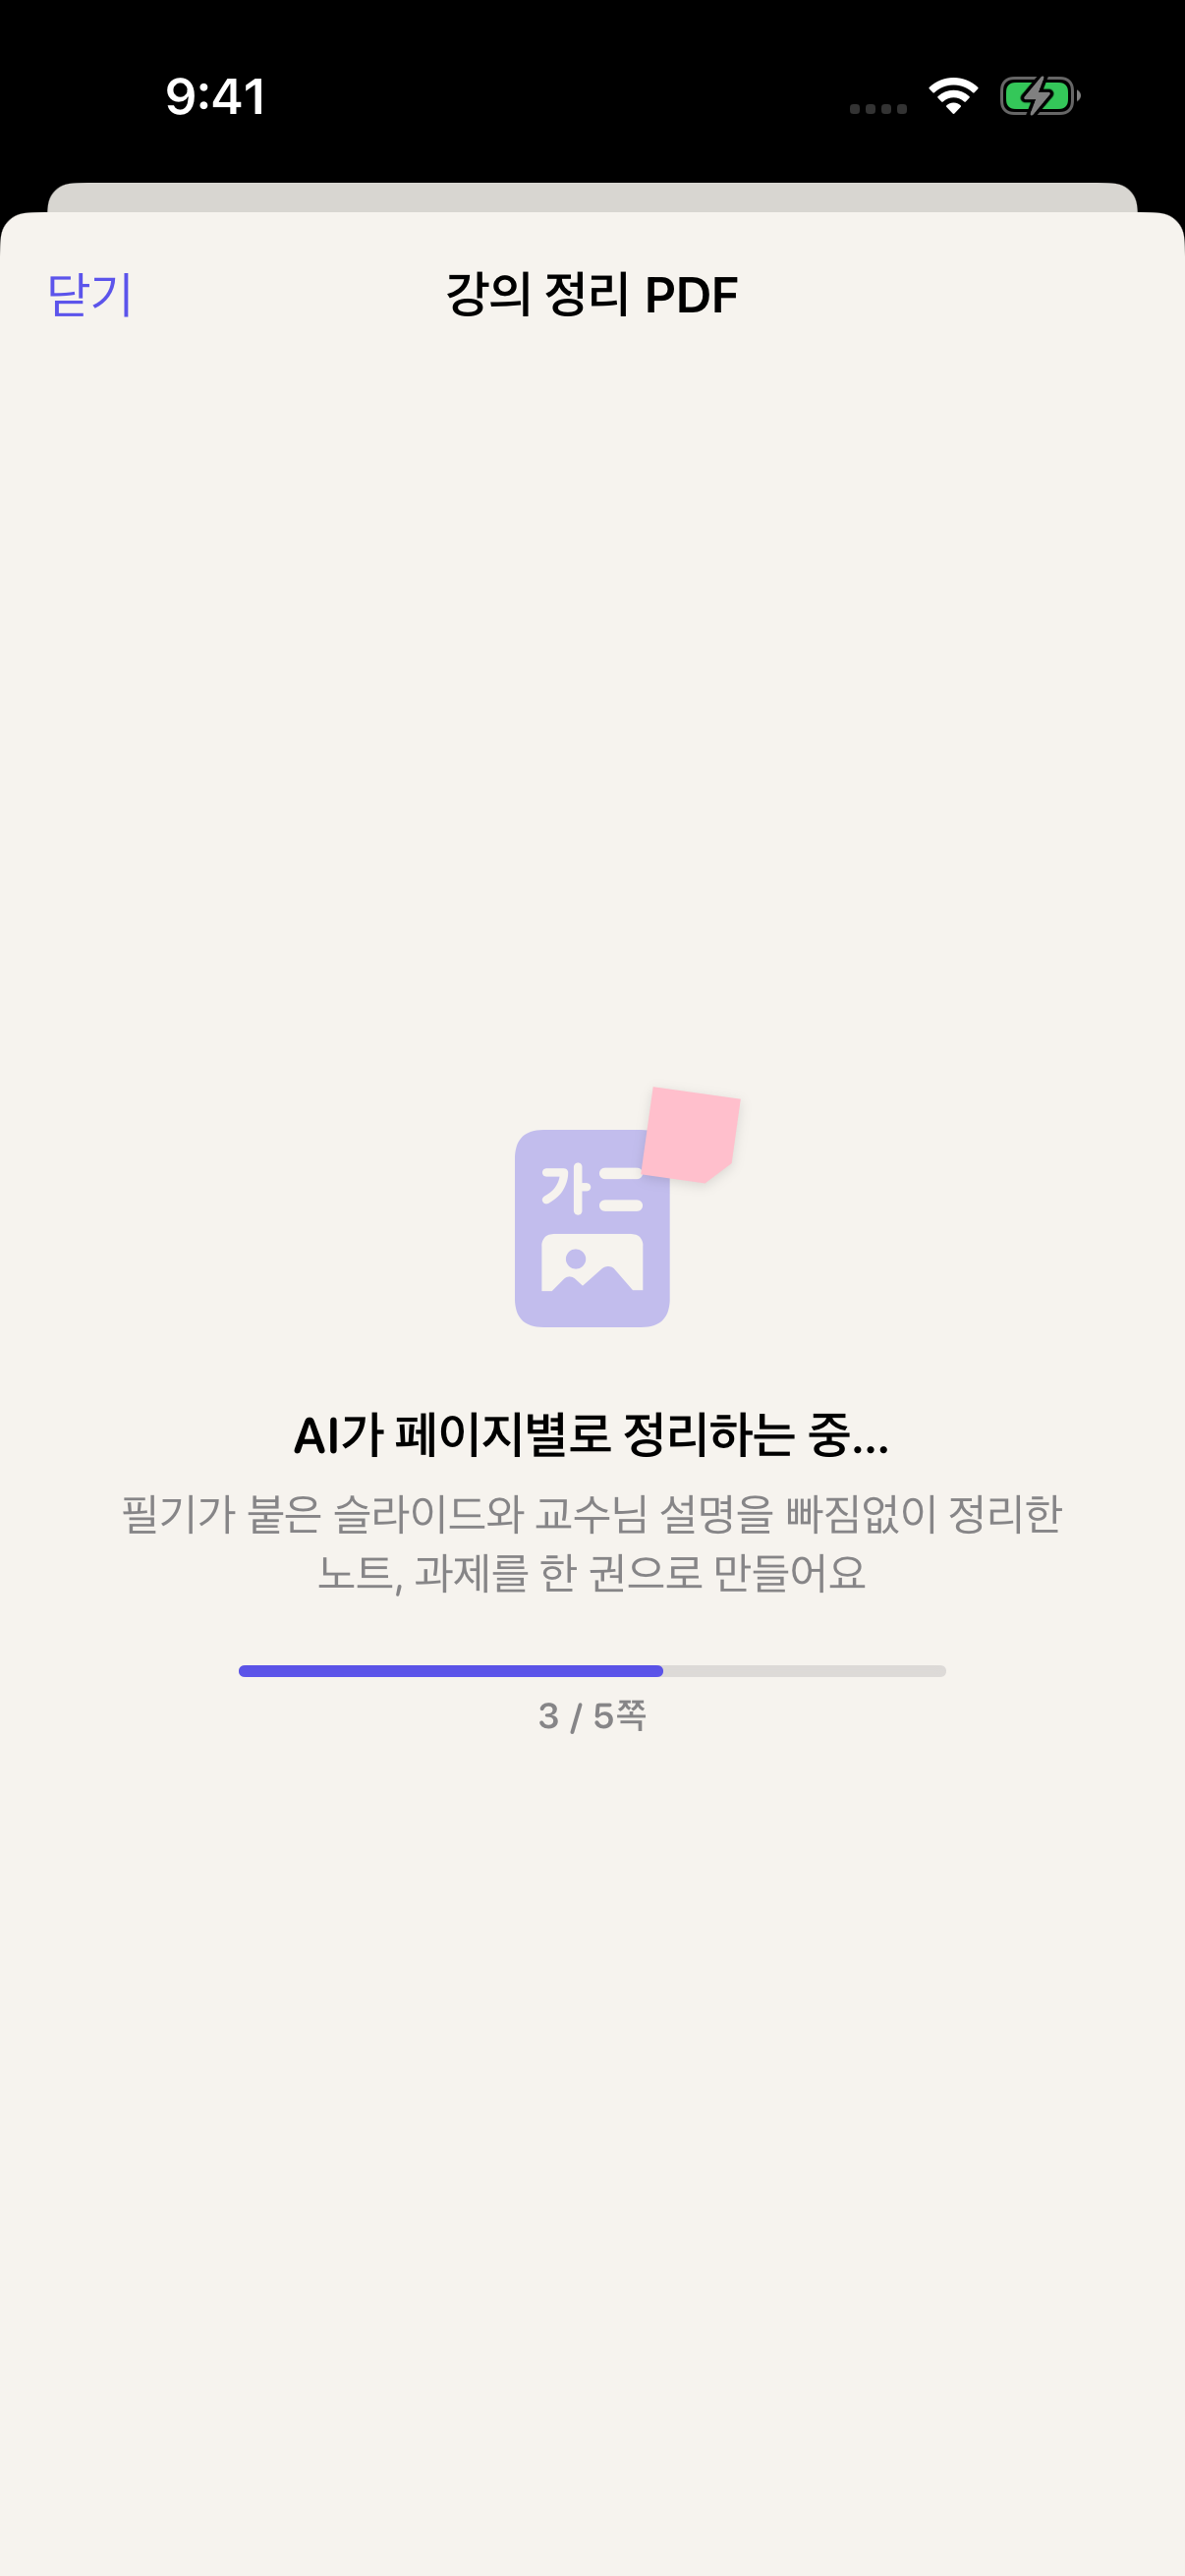 9:41
닫기
강의 정리 PDF
가
AI가 페이지별로 정리하는 중...
필기가 붙은 슬라이드와 교수님 설명을 빠짐없이 정리한
노트, 과제를 한 권으로 만들어요
3 / 5쪽